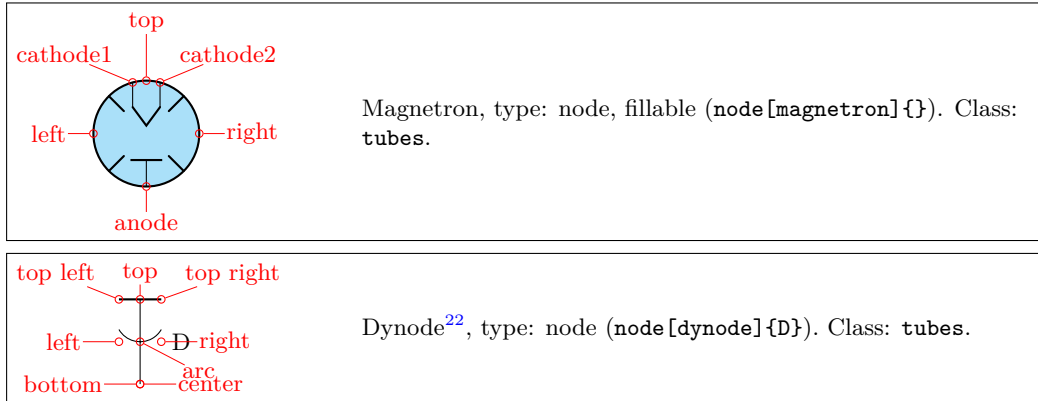 top
cathode1 cathode2
left right
anode
Magnetron, type: node, fillable (node[magnetron]{}). Class:
tubes.
top left top top right
left D right
arc
bottom center
Dynode22, type: node (node[dynode]{D}). Class: tubes.